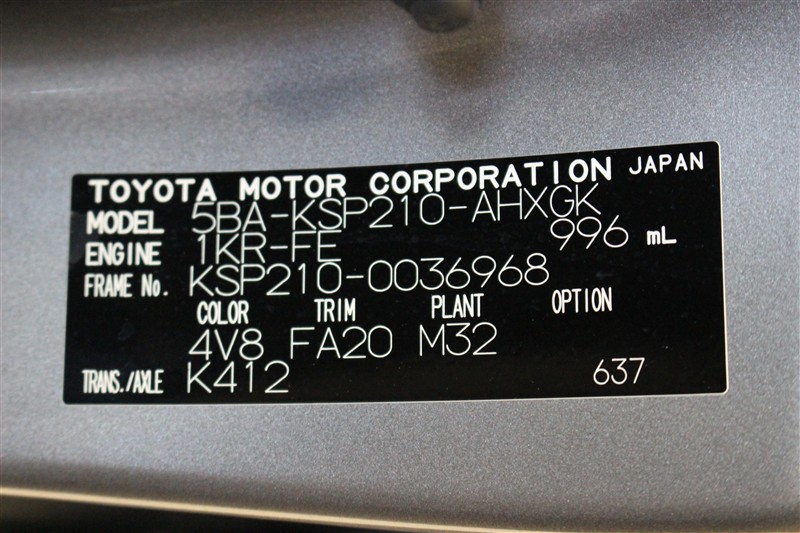 TOYOTA MOTOR CORPORATION JAPAN
MODEL 5BA-KSP210-AHXGK
ENGINE 1KR-FE 996 mL
FRAME No. KSP210-0036968
COLOR TRIM PLANT OPTION
4V8 FA20 M32
TRANS./AXLE K412 637